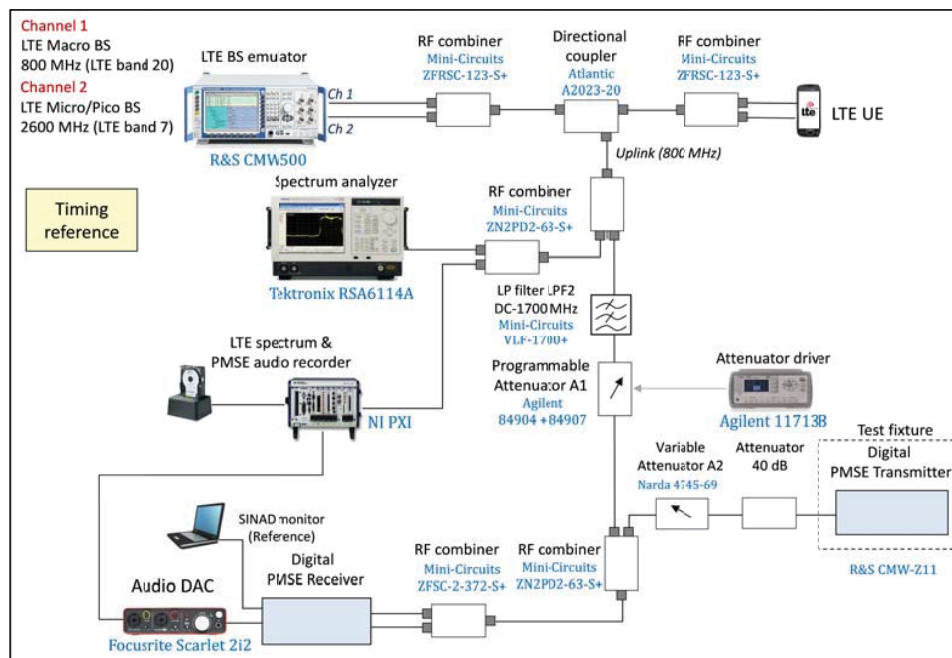 Channel 1
LTE Macro BS
800 MHz (LTE band 20)
Channel 2
LTE Micro/Pico BS
2600 MHz (LTE band 7)
LTE BS emuator
Ch 1
Ch 2
R&S CMW500
RF combiner
Mini-Circuits
ZFRSC-123-S+
Directional
coupler
Atlantic
A2023-20
RF combiner
Mini-Circuits
ZFRSC-123-S+
lte
LTE UE
Uplink (800 MHz)
Timing
reference
Spectrum analyzer
Tektronix RSA6114A
RF combiner
Mini-Circuits
ZN2PD2-63-S+
LP filter LPF2
DC-1700 MHz
Mini-Circuits
VLF-1700+
LTE spectrum &
PMSE audio recorder
NI PXI
Programmable
Attenuator A1
Agilent
84904 +84907
Attenuator driver
Agilent 11713B
Variable
Attenuator A2
Narda 4745-69
Attenuator
40 dB
Test fixture
Digital
PMSE Transmitter
R&S CMW-Z11
SINAD monitor
(Reference)
Digital
PMSE Receiver
RF combiner
Mini-Circuits
ZFSC-2-372-S+
RF combiner
Mini-Circuits
ZN2PD2-63-S+
Audio DAC
Focusrite Scarlet 2i2